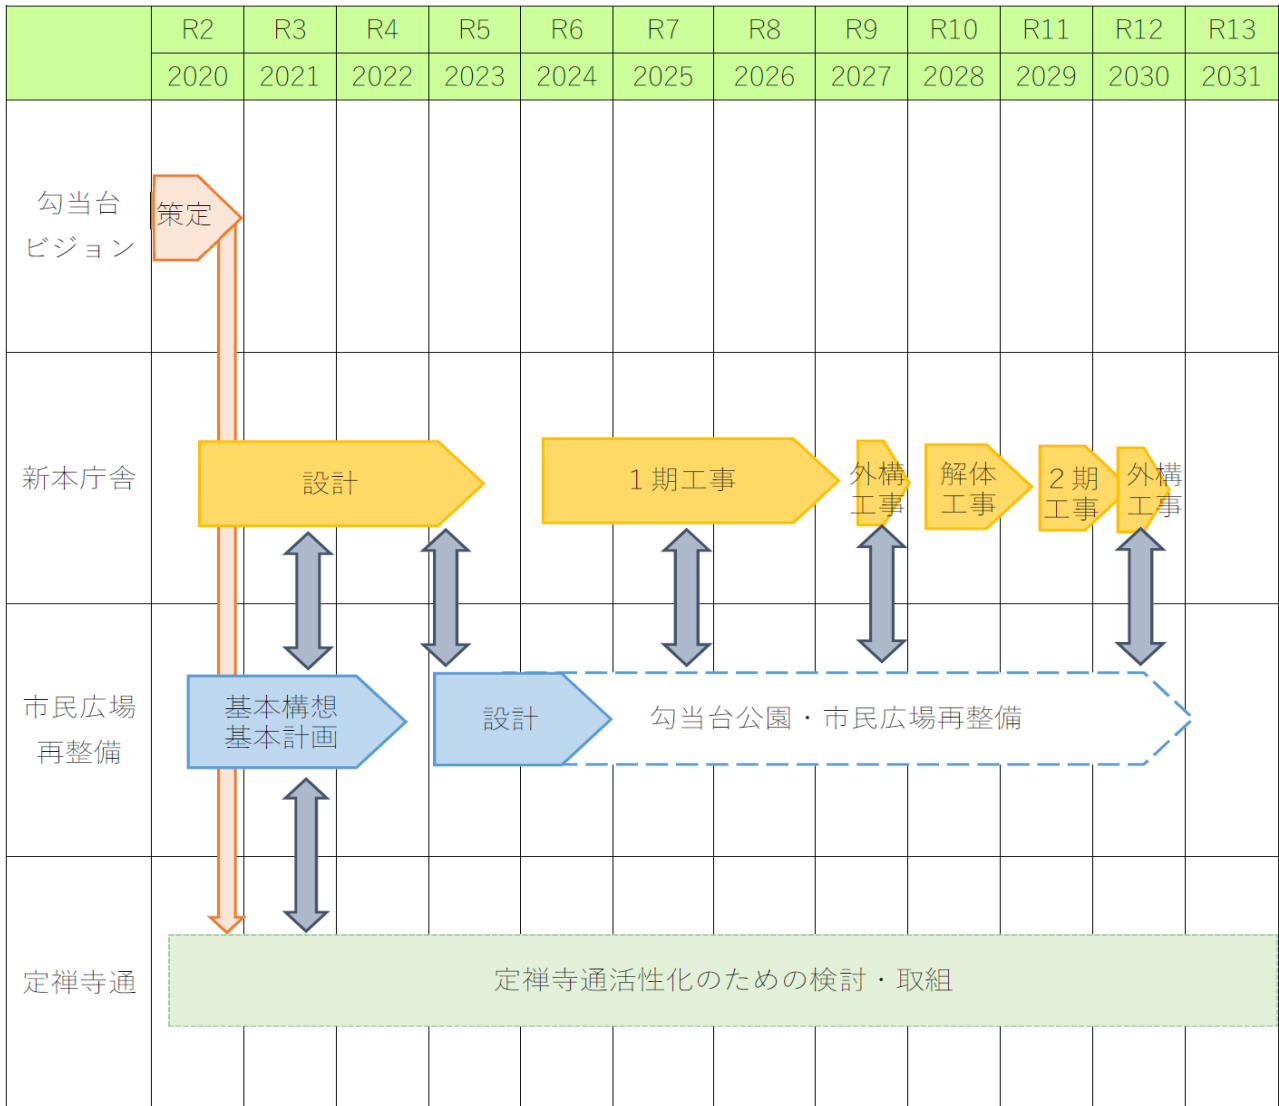 R2 R3 R4 R5 R6 R7 R8 R9 R10 R11 R12 R13
2020 2021 2022 2023 2024 2025 2026 2027 2028 2029 2030 2031
勾当台
ビジョン
策定
新本庁舎
設計
1期工事
外構
工事
解体
工事
2期
工事
外構
工事
市民広場
再整備
基本構想
基本計画
設計
勾当台公園・市民広場再整備
定禅寺通
定禅寺通活性化のための検討・取組